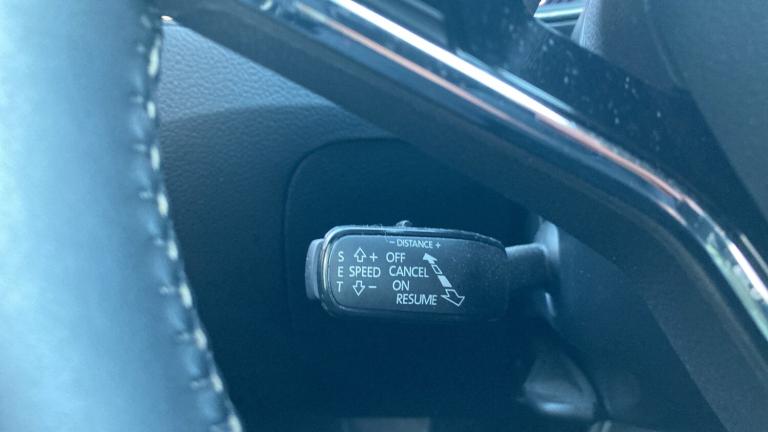 - DISTANCE +
S + OFF
E SPEED CANCEL
T - ON
RESUME